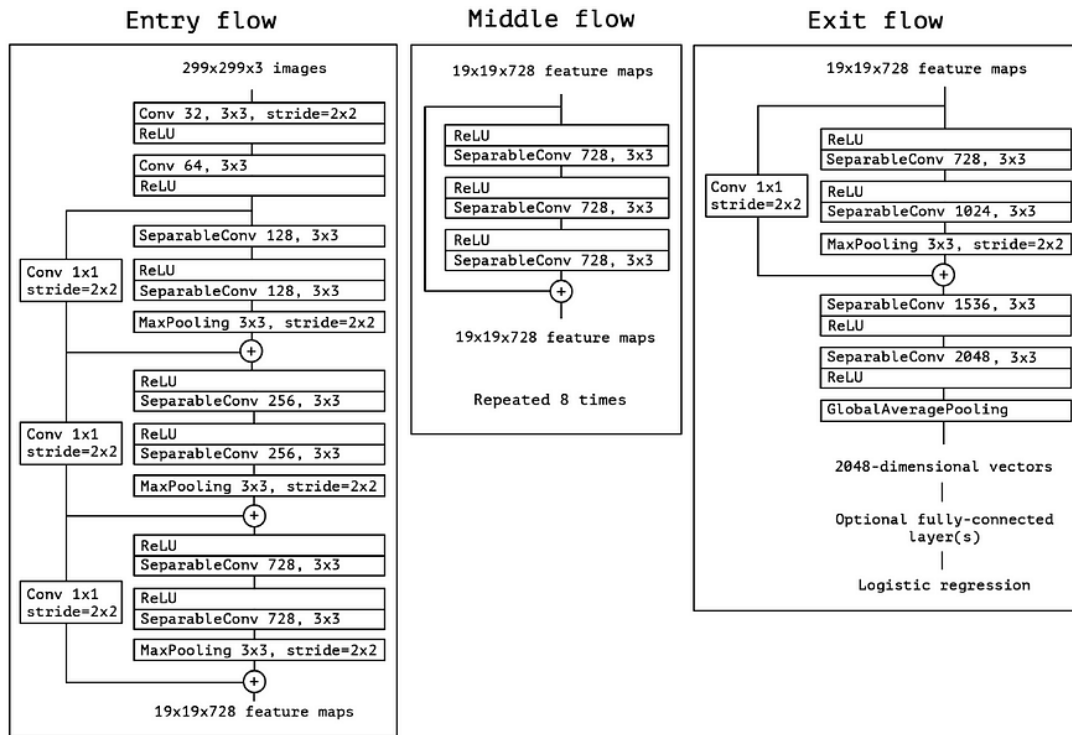 Entry flow
299x299x3 images
Conv 32, 3x3, stride=2x2
ReLU
Conv 64, 3x3
ReLU
SeparableConv 128, 3x3
Conv 1x1
stride=2x2
ReLU
SeparableConv 128, 3x3
MaxPooling 3x3, stride=2x2
+
ReLU
SeparableConv 256, 3x3
Conv 1x1
stride=2x2
ReLU
SeparableConv 256, 3x3
MaxPooling 3x3, stride=2x2
+
ReLU
SeparableConv 728, 3x3
Conv 1x1
stride=2x2
ReLU
SeparableConv 728, 3x3
MaxPooling 3x3, stride=2x2
+
19x19x728 feature maps
Middle flow
19x19x728 feature maps
ReLU
SeparableConv 728, 3x3
ReLU
SeparableConv 728, 3x3
ReLU
SeparableConv 728, 3x3
+
19x19x728 feature maps
Repeated 8 times
Exit flow
19x19x728 feature maps
ReLU
SeparableConv 728, 3x3
Conv 1x1
stride=2x2
ReLU
SeparableConv 1024, 3x3
MaxPooling 3x3, stride=2x2
+
SeparableConv 1536, 3x3
ReLU
SeparableConv 2048, 3x3
ReLU
GlobalAveragePooling
2048-dimensional vectors
Optional fully-connected
layer(s)
Logistic regression